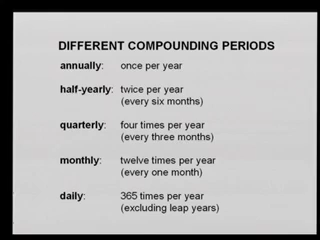 DIFFERENT COMPOUNDING PERIODS
annually: once per year
half-yearly: twice per year
(every six months)
quarterly: four times per year
(every three months)
monthly: twelve times per year
(every one month)
daily: 365 times per year
(excluding leap years)